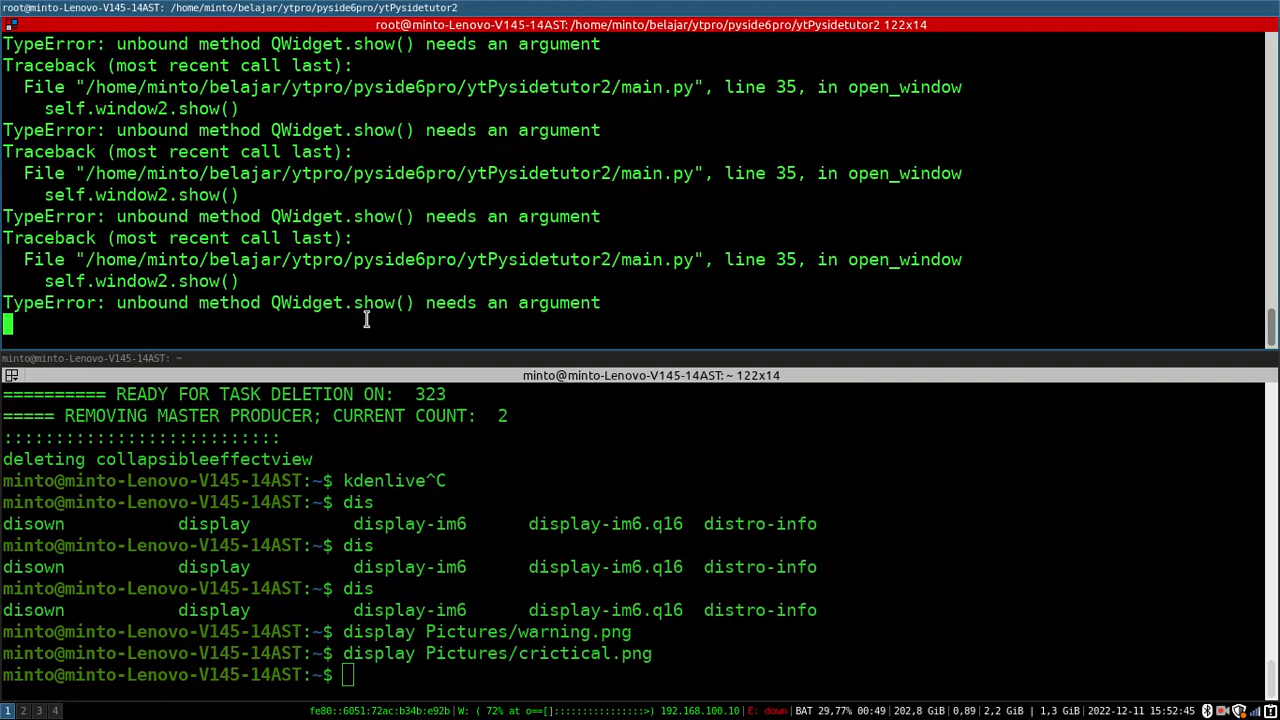 root@minto-Lenovo-V145-14AST: /home/minto/belajar/ytpro/pyside6pro/ytPysidetutor2
root@minto-Lenovo-V145-14AST:/home/minto/belajar/ytpro/pyside6pro/ytPysidetutor2 122x14
TypeError: unbound method QWidget.show() needs an argument
Traceback (most recent call last):
  File "/home/minto/belajar/ytpro/pyside6pro/ytPysidetutor2/main.py", line 35, in open_window
    self.window2.show()
TypeError: unbound method QWidget.show() needs an argument
Traceback (most recent call last):
  File "/home/minto/belajar/ytpro/pyside6pro/ytPysidetutor2/main.py", line 35, in open_window
    self.window2.show()
TypeError: unbound method QWidget.show() needs an argument
Traceback (most recent call last):
  File "/home/minto/belajar/ytpro/pyside6pro/ytPysidetutor2/main.py", line 35, in open_window
    self.window2.show()
TypeError: unbound method QWidget.show() needs an argument
minto@minto-Lenovo-V145-14AST: ~
minto@minto-Lenovo-V145-14AST:~ 122x14
========== READY FOR TASK DELETION ON:  323
===== REMOVING MASTER PRODUCER; CURRENT COUNT:  2
:::::::::::::::::::::::::::
deleting collapsibleeffectview
minto@minto-Lenovo-V145-14AST:~$ kdenlive^C
minto@minto-Lenovo-V145-14AST:~$ dis
disown           display          display-im6      display-im6.q16  distro-info
minto@minto-Lenovo-V145-14AST:~$ dis
disown           display          display-im6      display-im6.q16  distro-info
minto@minto-Lenovo-V145-14AST:~$ dis
disown           display          display-im6      display-im6.q16  distro-info
minto@minto-Lenovo-V145-14AST:~$ display Pictures/warning.png
minto@minto-Lenovo-V145-14AST:~$ display Pictures/crictical.png
minto@minto-Lenovo-V145-14AST:~$
1 2 3 4 fe80::6051:72ac:b34b:e92b| W: ( 72% at o==[]:::::::::::::::>) 192.168.100.10| E: down| BAT 29,77% 00:49| 202,8 GiB| 0,89| 2,2 GiB | 1,3 GiB| 2022-12-11 15:52:45